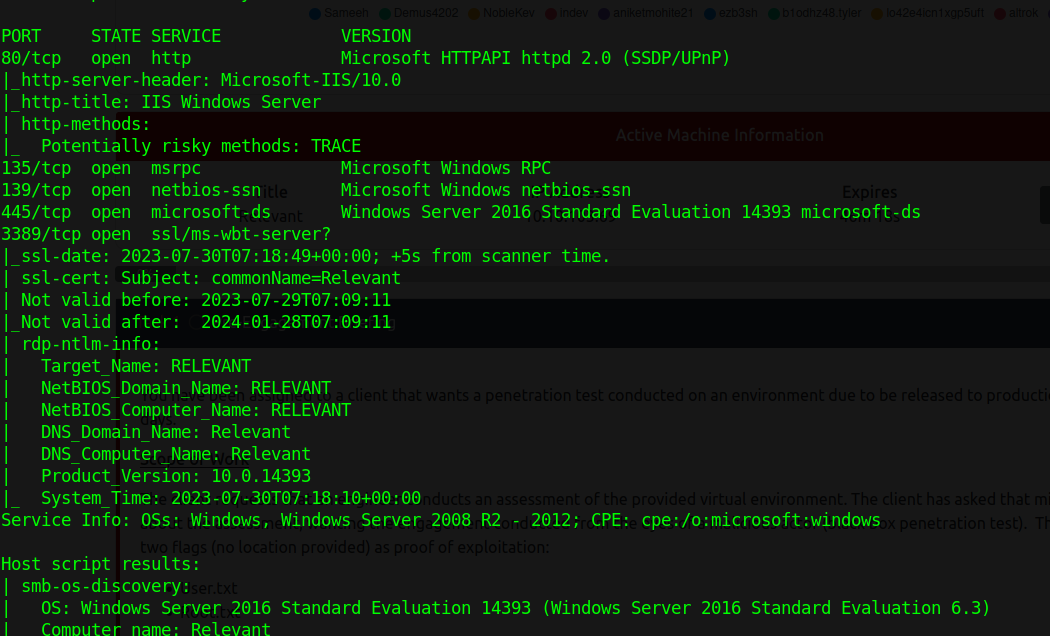 Sameeh Demus4202 NobleKev Indev aniketmohite21 ezb3sh b1odhz48.tyler lo42e4ion1xgp5uft altrok
PORT STATE SERVICE VERSION
80/tcp open http Microsoft HTTPAPI httpd 2.0 (SSDP/UPnP)
|_http-server-header: Microsoft-IIS/10.0
|_http-title: IIS Windows Server
| http-methods:
|_ Potentially risky methods: TRACE
Active Machine Information
135/tcp open msrpc Microsoft Windows RPC
139/tcp open netbios-ssn Microsoft Windows netbios-ssn
Expires
445/tcp open microsoft-ds Windows Server 2016 Standard Evaluation 14393 microsoft-ds
3389/tcp open ssl/ms-wbt-server?
|_ssl-date: 2023-07-30T07:18:49+00:00; +5s from scanner time.
| ssl-cert: Subject: commonName=Relevant
| Not valid before: 2023-07-29T07:09:11
|_Not valid after: 2024-01-28T07:09:11
| rdp-ntlm-info:
| Target_Name: RELEVANT
| NetBIOS_Domain_Name: RELEVANT
a client that wants a penetration test conducted on an environment due to be released to
| NetBIOS_Computer_Name: RELEVANT
| DNS_Domain_Name: Relevant
| DNS_Computer_Name: Relevant
| Product_Version: 10.0.14393
|_ System_Time: 2023-07-30T07:18:10+00:00
an assessment of the provided virtual environment. The client has asked that
Service Info: OSs: Windows, Windows Server 2008 R2 - 2012; CPE: cpe:/o:microsoft:windows
penetration test).
two flags (no location provided) as proof of exploitation:
Host script results:
| smb-os-discovery:
User.txt
| OS: Windows Server 2016 Standard Evaluation 14393 (Windows Server 2016 Standard Evaluation 6.3)
| Computer name: Relevant